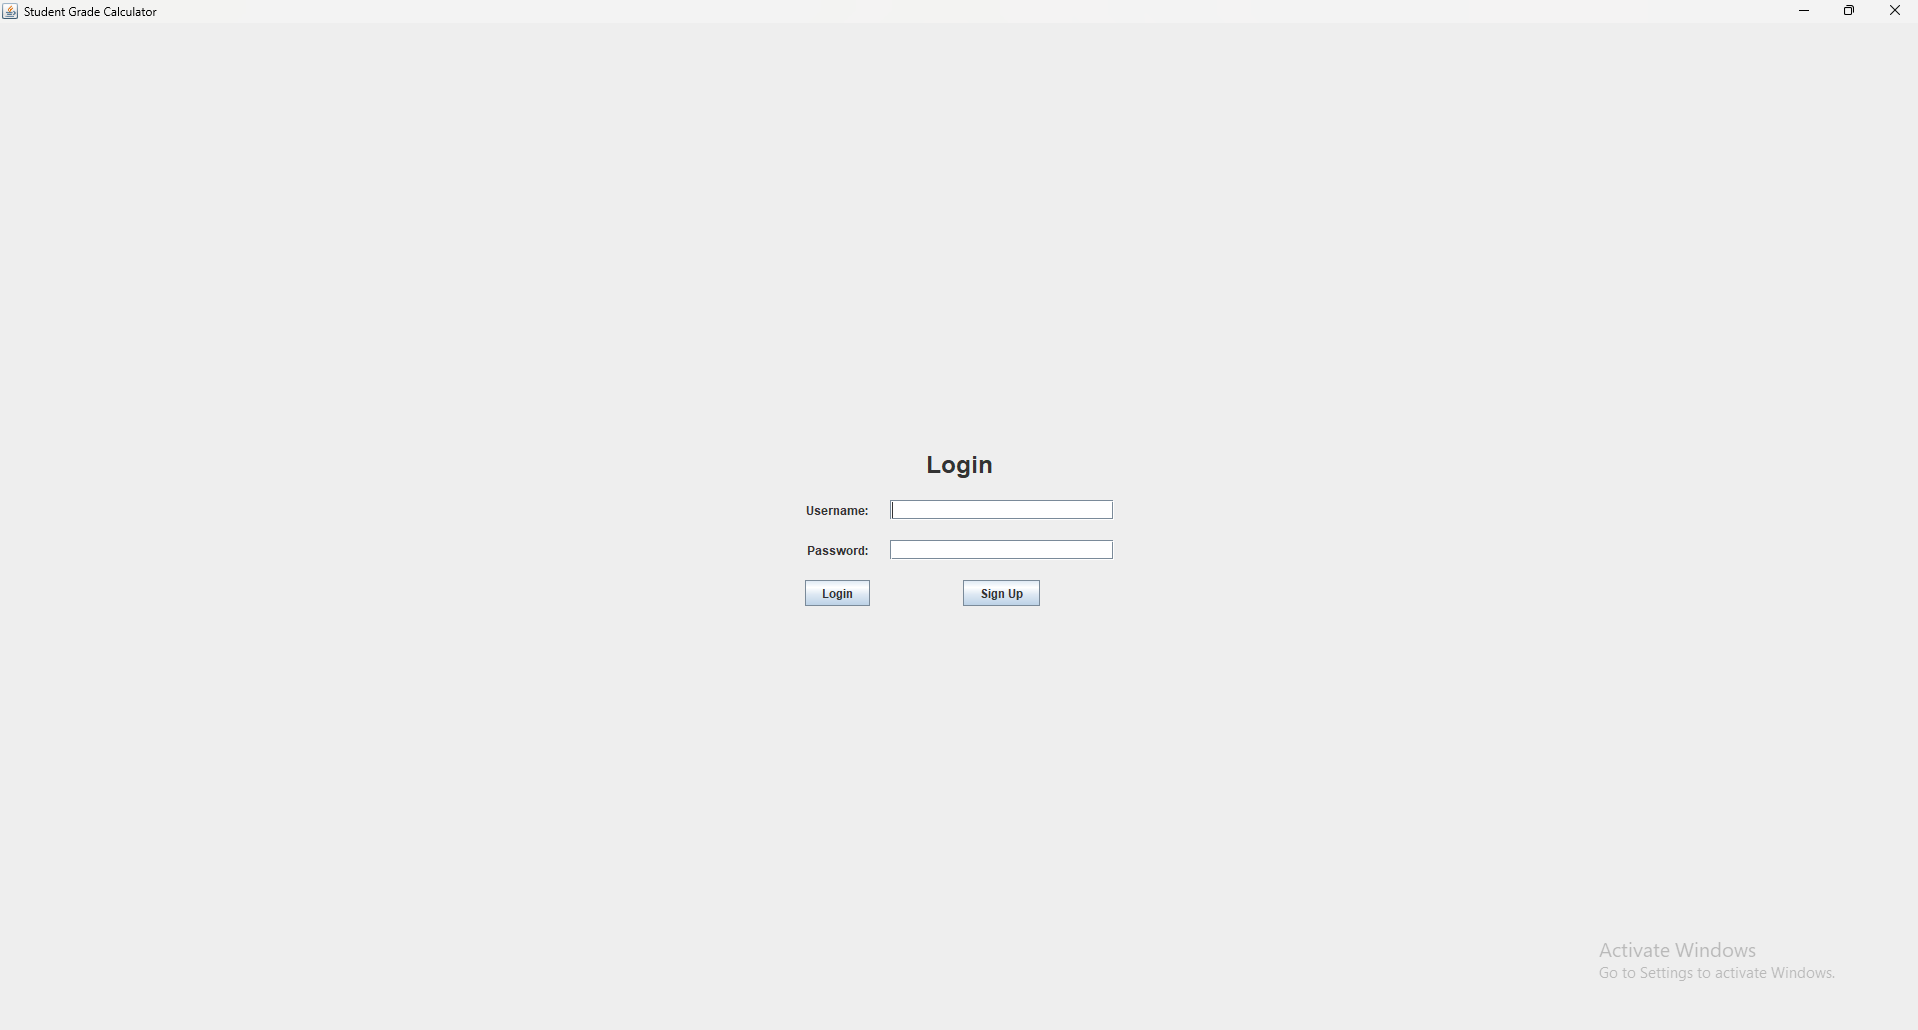 Student Grade Calculator
Login
Username:
Password:
Login
Sign Up
Activate Windows
Go to Settings to activate Windows.